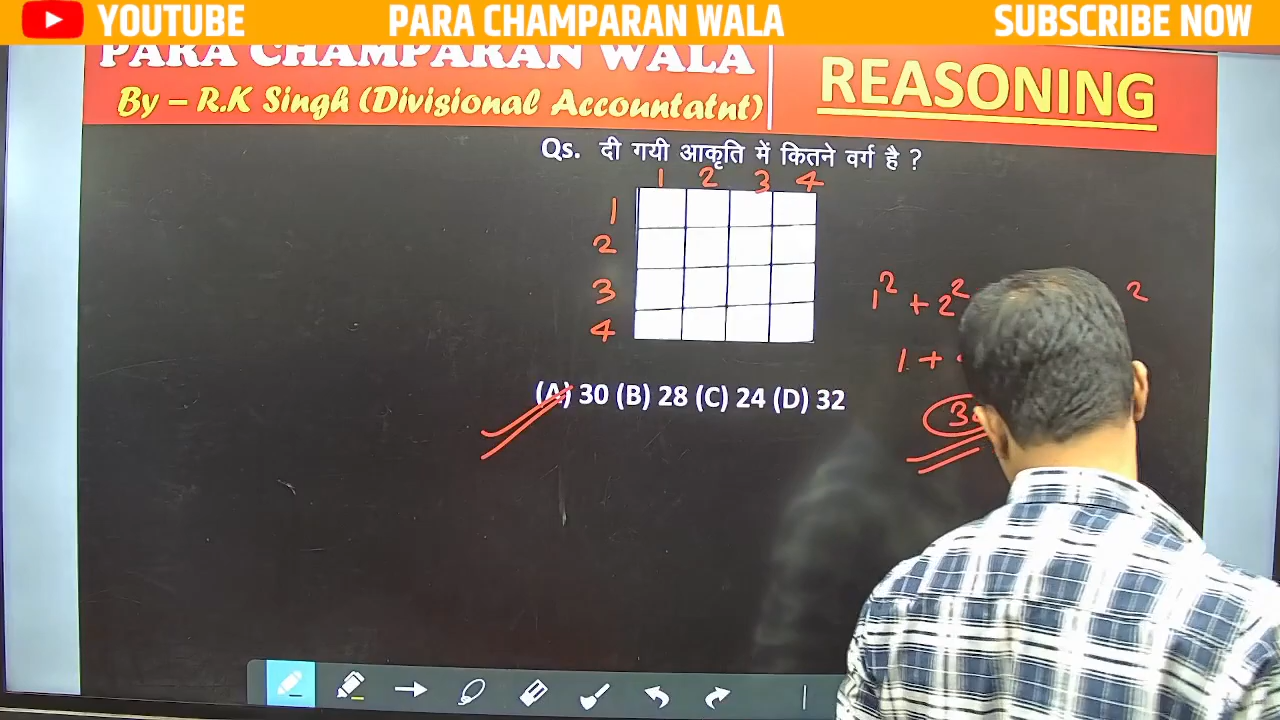 YOUTUBE PARA CHAMPARAN WALA SUBSCRIBE NOW
PARA CHAMPARAN WALA
By – R.K Singh (Divisional Accountatnt)
REASONING
Qs. दी गयी आकृति में कितने वर्ग है ?
1 2 3 4
1
2
3
4
1² + 2² 2
1 +
(A) 30 (B) 28 (C) 24 (D) 32